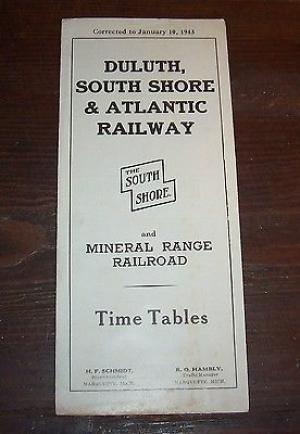 Corrected to January 10, 1943
DULUTH,
SOUTH SHORE
& ATLANTIC
RAILWAY
THE
SOUTH
SHORE.
and
MINERAL RANGE
RAILROAD
Time Tables
H. F. SCHMIDT,
Superintendent
MARQUETTE, MICH.
R. O. HAMBLY,
Traffic Manager
MARQUETTE, MICH.